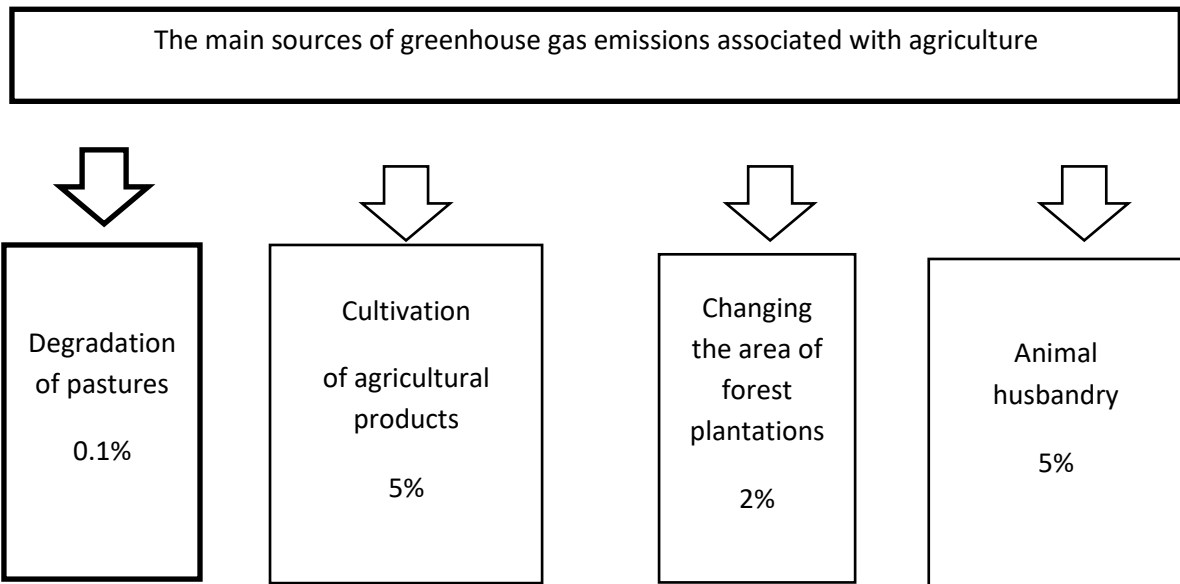 The main sources of greenhouse gas emissions associated with agriculture
Degradation
of pastures
0.1%
Cultivation
of agricultural
products
5%
Changing
the area of
forest
plantations
2%
Animal
husbandry
5%